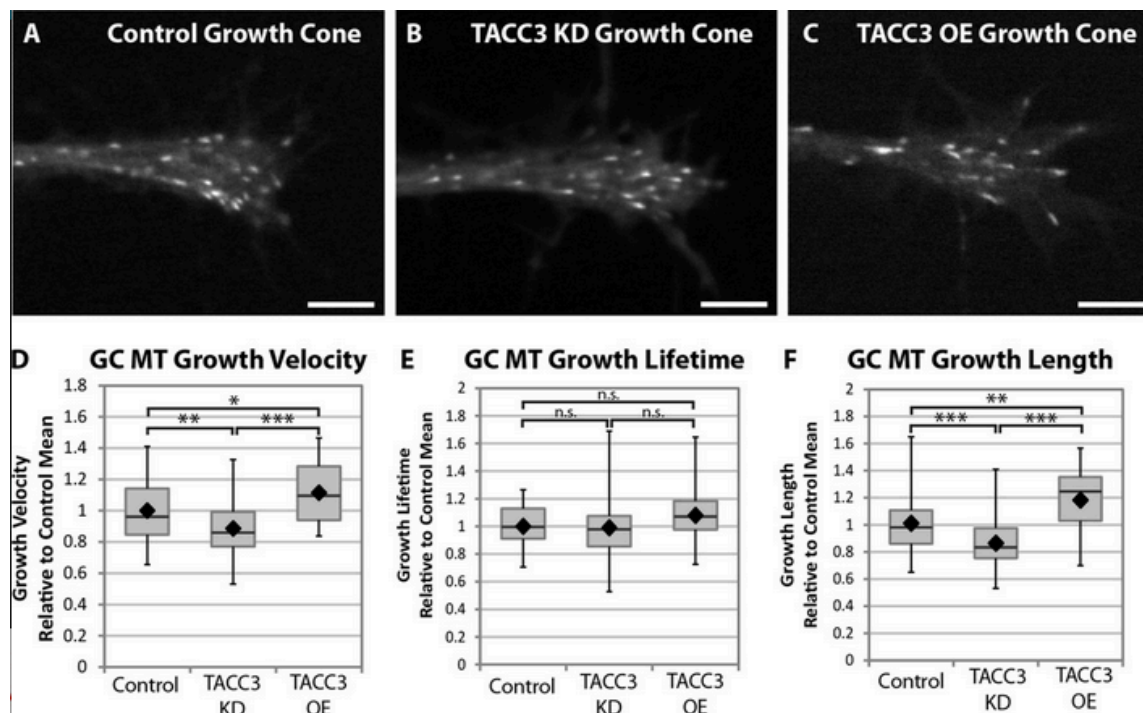 A Control Growth Cone
B TACC3 KD Growth Cone
C TACC3 OE Growth Cone
D GC MT Growth Velocity
Growth Velocity
Relative to Control Mean
1.8
1.6
1.4
1.2
1
0.8
0.6
0.4
0.2
0
*
** ***
Control TACC3 TACC3
KD OE
E GC MT Growth Lifetime
Growth Lifetime
Relative to Control Mean
2
1.8
1.6
1.4
1.2
1
0.8
0.6
0.4
0.2
0
n.s.
n.s. n.s.
Control TACC3 TACC3
KD OE
F GC MT Growth Length
Growth Length
Relative to Control Mean
2
1.8
1.6
1.4
1.2
1
0.8
0.6
0.4
0.2
0
**
*** ***
Control TACC3 TACC3
KD OE